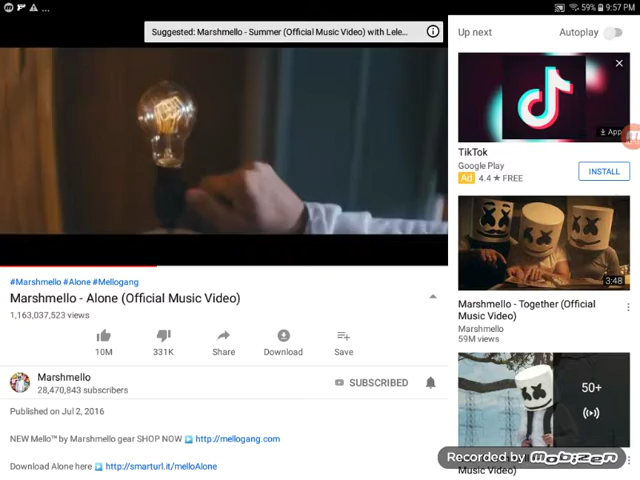 59% 9:57 PM
Suggested: Marshmello - Summer (Official Music Video) with Lele...
Up next
Autoplay
App
TikTok
Google Play
Ad 4.4 ★ FREE
INSTALL
3:48
Marshmello - Together (Official
Music Video)
Marshmello
59M views
50+
Music Video)
#Marshmello #Alone #Mellogang
Marshmello - Alone (Official Music Video)
1,163,037,523 views
10M
331K
Share
Download
Save
Marshmello
28,470,843 subscribers
SUBSCRIBED
Published on Jul 2, 2016
NEW Mello™ by Marshmello gear SHOP NOW ▶ http://mellogang.com
Download Alone here ▶ http://smarturl.it/melloAlone
Recorded by Mobizen